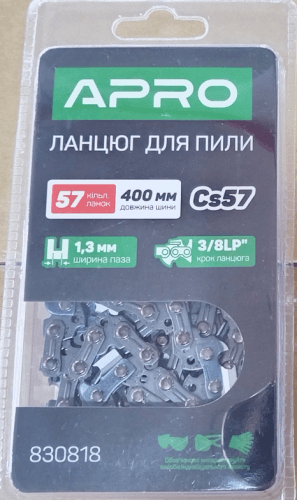 APRO
ЛАНЦЮГ ДЛЯ ПИЛИ
57 кільк. ланок
400 мм довжина шини
Cs57
1,3 мм ширина паза
3/8LP" крок ланцюга
830818